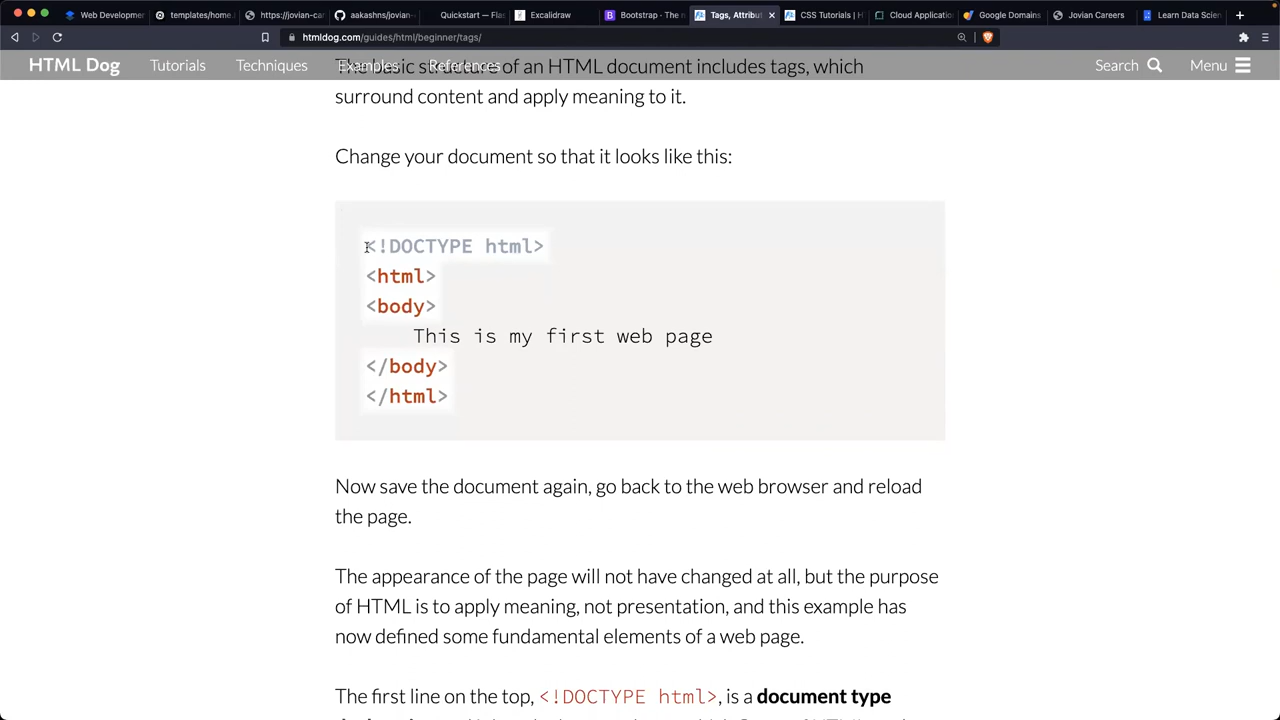 Web Developmen
templates/home.
https://jovian-ca
aakashns/jovian-
Quickstart — Flas
Excalidraw
Bootstrap · The n
Tags, Attribut
CSS Tutorials | H
Cloud Application
Google Domains
Jovian Careers
Learn Data Scien
htmldog.com/guides/html/beginner/tags/
HTML Dog Tutorials Techniques Examples References Search Menu
The basic structure of an HTML document includes tags, which
surround content and apply meaning to it.
Change your document so that it looks like this:
<!DOCTYPE html>
<html>
<body>
This is my first web page
</body>
</html>
Now save the document again, go back to the web browser and reload
the page.
The appearance of the page will not have changed at all, but the purpose
of HTML is to apply meaning, not presentation, and this example has
now defined some fundamental elements of a web page.
The first line on the top, <!DOCTYPE html>, is a document type